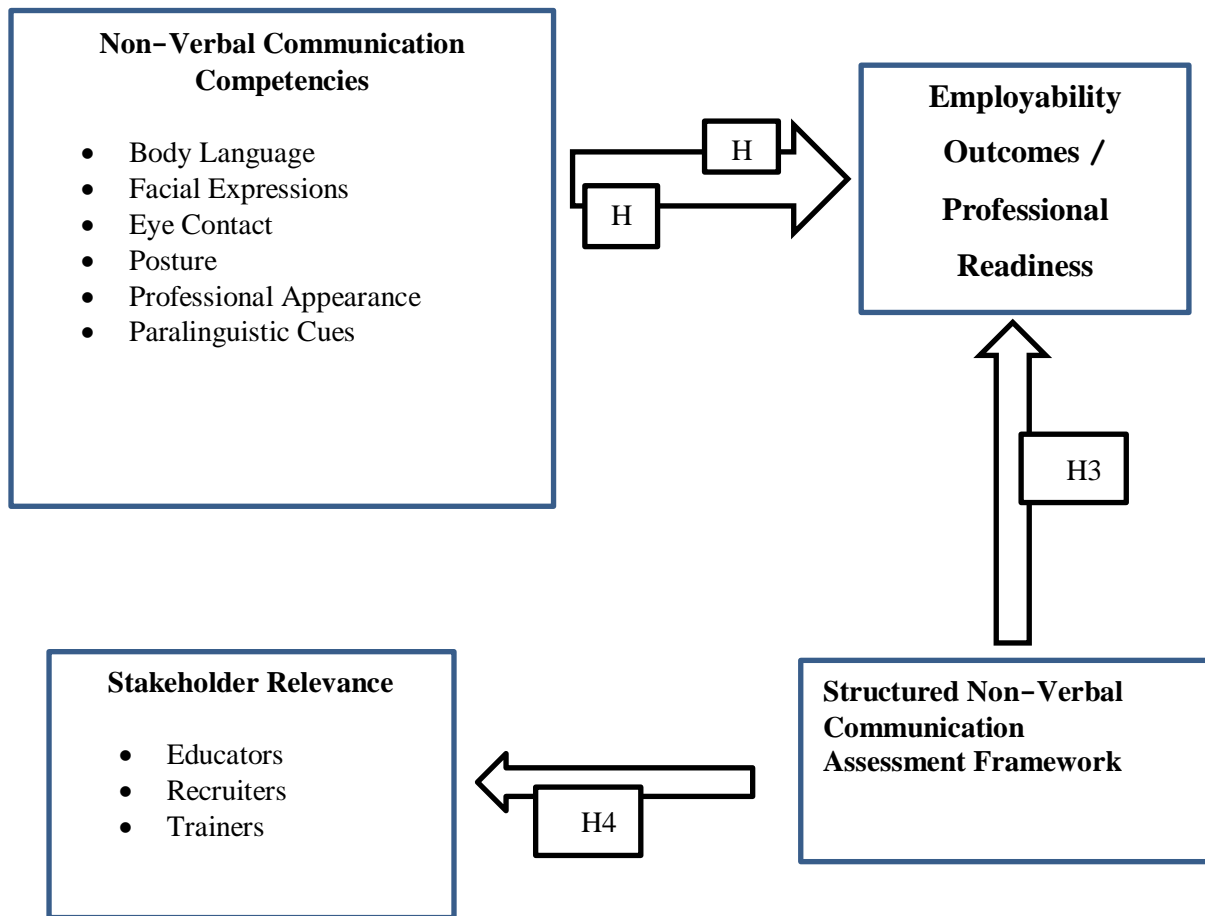 Non-Verbal Communication
Competencies
• Body Language
• Facial Expressions
• Eye Contact
• Posture
• Professional Appearance
• Paralinguistic Cues
H
H
Employability
Outcomes /
Professional
Readiness
H3
Stakeholder Relevance
• Educators
• Recruiters
• Trainers
H4
Structured Non-Verbal
Communication
Assessment Framework